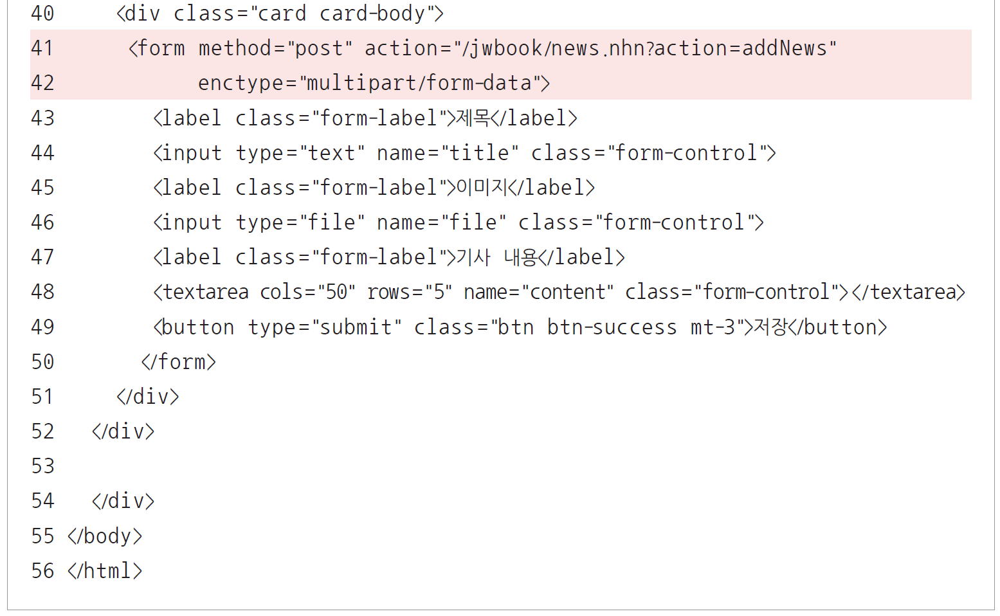 40     <div class="card card-body">
41      <form method="post" action="/jwbook/news.nhn?action=addNews"
42            enctype="multipart/form-data">
43        <label class="form-label">제목</label>
44        <input type="text" name="title" class="form-control">
45        <label class="form-label">이미지</label>
46        <input type="file" name="file" class="form-control">
47        <label class="form-label">기사 내용</label>
48        <textarea cols="50" rows="5" name="content" class="form-control"></textarea>
49        <button type="submit" class="btn btn-success mt-3">저장</button>
50       </form>
51     </div>
52   </div>
53
54   </div>
55 </body>
56 </html>